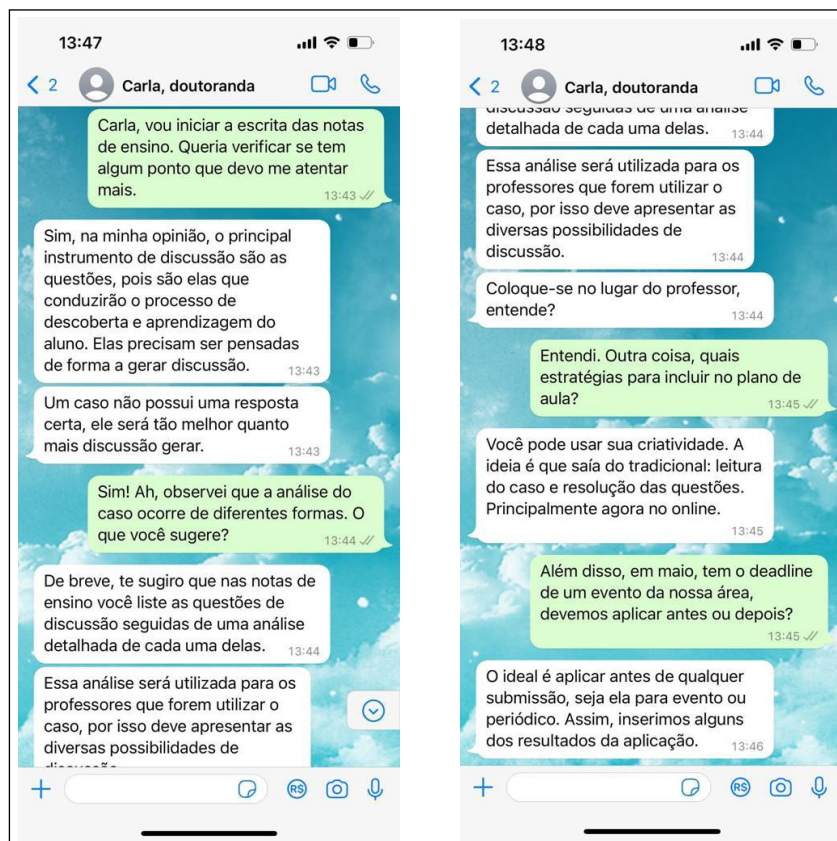 13:47
2
Carla, doutoranda
Carla, vou iniciar a escrita das notas
de ensino. Queria verificar se tem
algum ponto que devo me atentar
mais.
13:43
Sim, na minha opinião, o principal
instrumento de discussão são as
questões, pois são elas que
conduzirão o processo de
descoberta e aprendizagem do
aluno. Elas precisam ser pensadas
de forma a gerar discussão.
13:43
Um caso não possui uma resposta
certa, ele será tão melhor quanto
mais discussão gerar.
13:43
Sim! Ah, observei que a análise do
caso ocorre de diferentes formas. O
que você sugere?
13:44
De breve, te sugiro que nas notas de
ensino você liste as questões de
discussão seguidas de uma análise
detalhada de cada uma delas.
13:44
Essa análise será utilizada para os
professores que forem utilizar o
caso, por isso deve apresentar as
diversas possibilidades de
discussão.
R$
13:48
2
Carla, doutoranda
discussão seguidas de uma análise
detalhada de cada uma delas.
13:44
Essa análise será utilizada para os
professores que forem utilizar o
caso, por isso deve apresentar as
diversas possibilidades de
discussão.
13:44
Coloque-se no lugar do professor,
entende?
13:44
Entendi. Outra coisa, quais
estratégias para incluir no plano de
aula?
13:45
Você pode usar sua criatividade. A
ideia é que saía do tradicional: leitura
do caso e resolução das questões.
Principalmente agora no online.
13:45
Além disso, em maio, tem o deadline
de um evento da nossa área,
devemos aplicar antes ou depois?
13:45
O ideal é aplicar antes de qualquer
submissão, seja ela para evento ou
periódico. Assim, inserimos alguns
dos resultados da aplicação.
13:46
R$